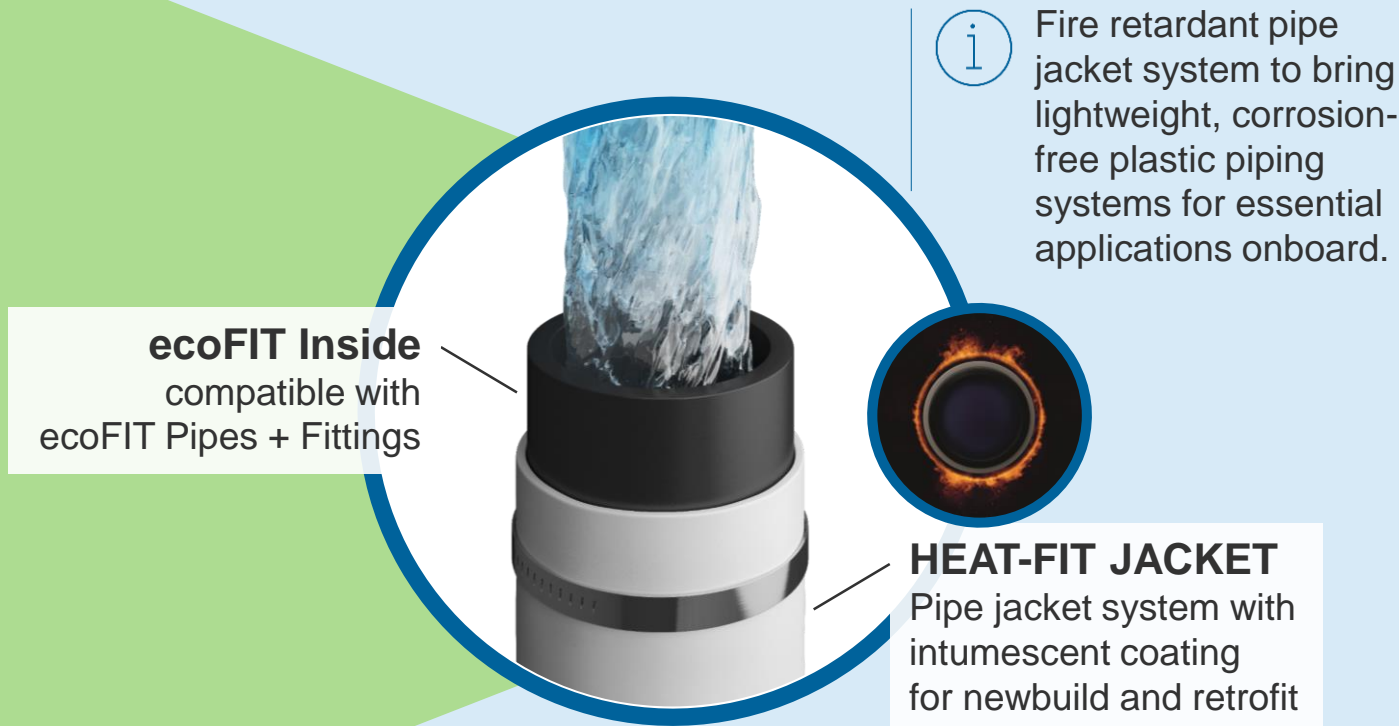 Fire retardant pipe
jacket system to bring
lightweight, corrosion-
free plastic piping
systems for essential
applications onboard.
ecoFIT Inside
compatible with
ecoFIT Pipes + Fittings
HEAT-FIT JACKET
Pipe jacket system with
intumescent coating
for newbuild and retrofit